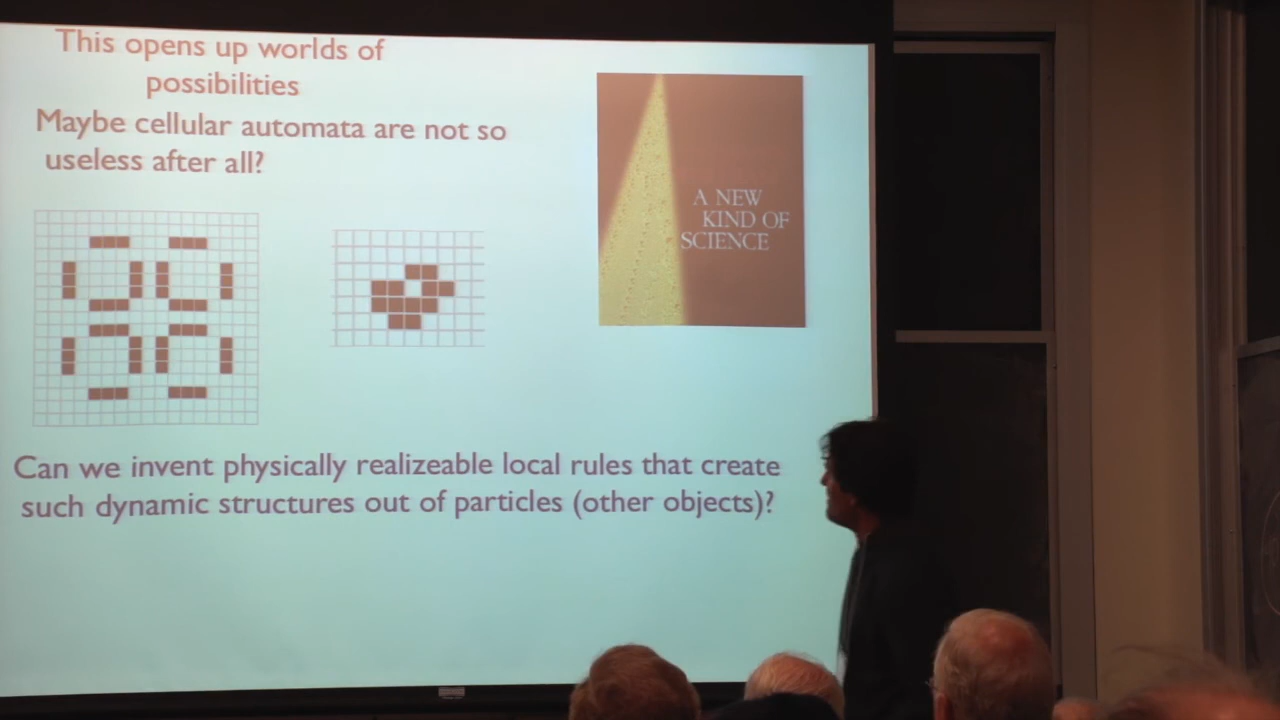 This opens up worlds of
possibilities
Maybe cellular automata are not so
useless after all?
A NEW
KIND OF
SCIENCE
Can we invent physically realizeable local rules that create
such dynamic structures out of particles (other objects)?